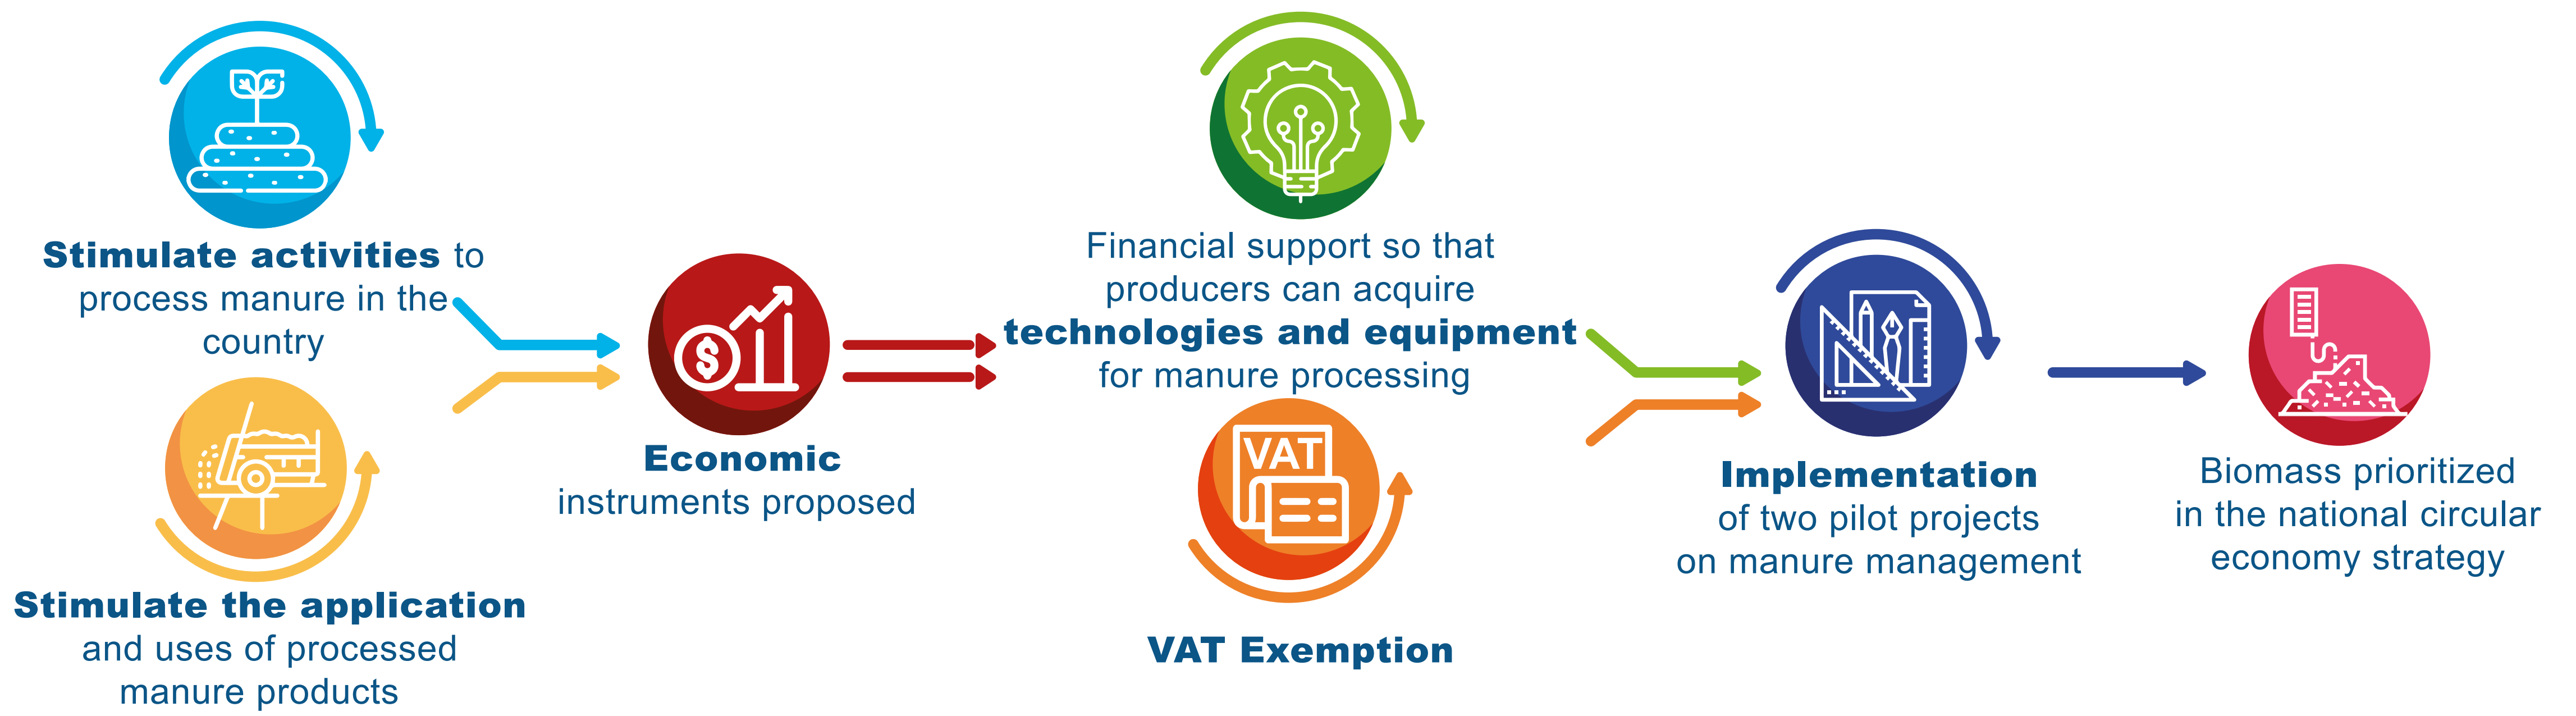 Stimulate activities to
process manure in the
country
Stimulate the application
and uses of processed
manure products
Economic
instruments proposed
Financial support so that
producers can acquire
technologies and equipment
for manure processing
VAT
VAT Exemption
Implementation
of two pilot projects
on manure management
Biomass prioritized
in the national circular
economy strategy